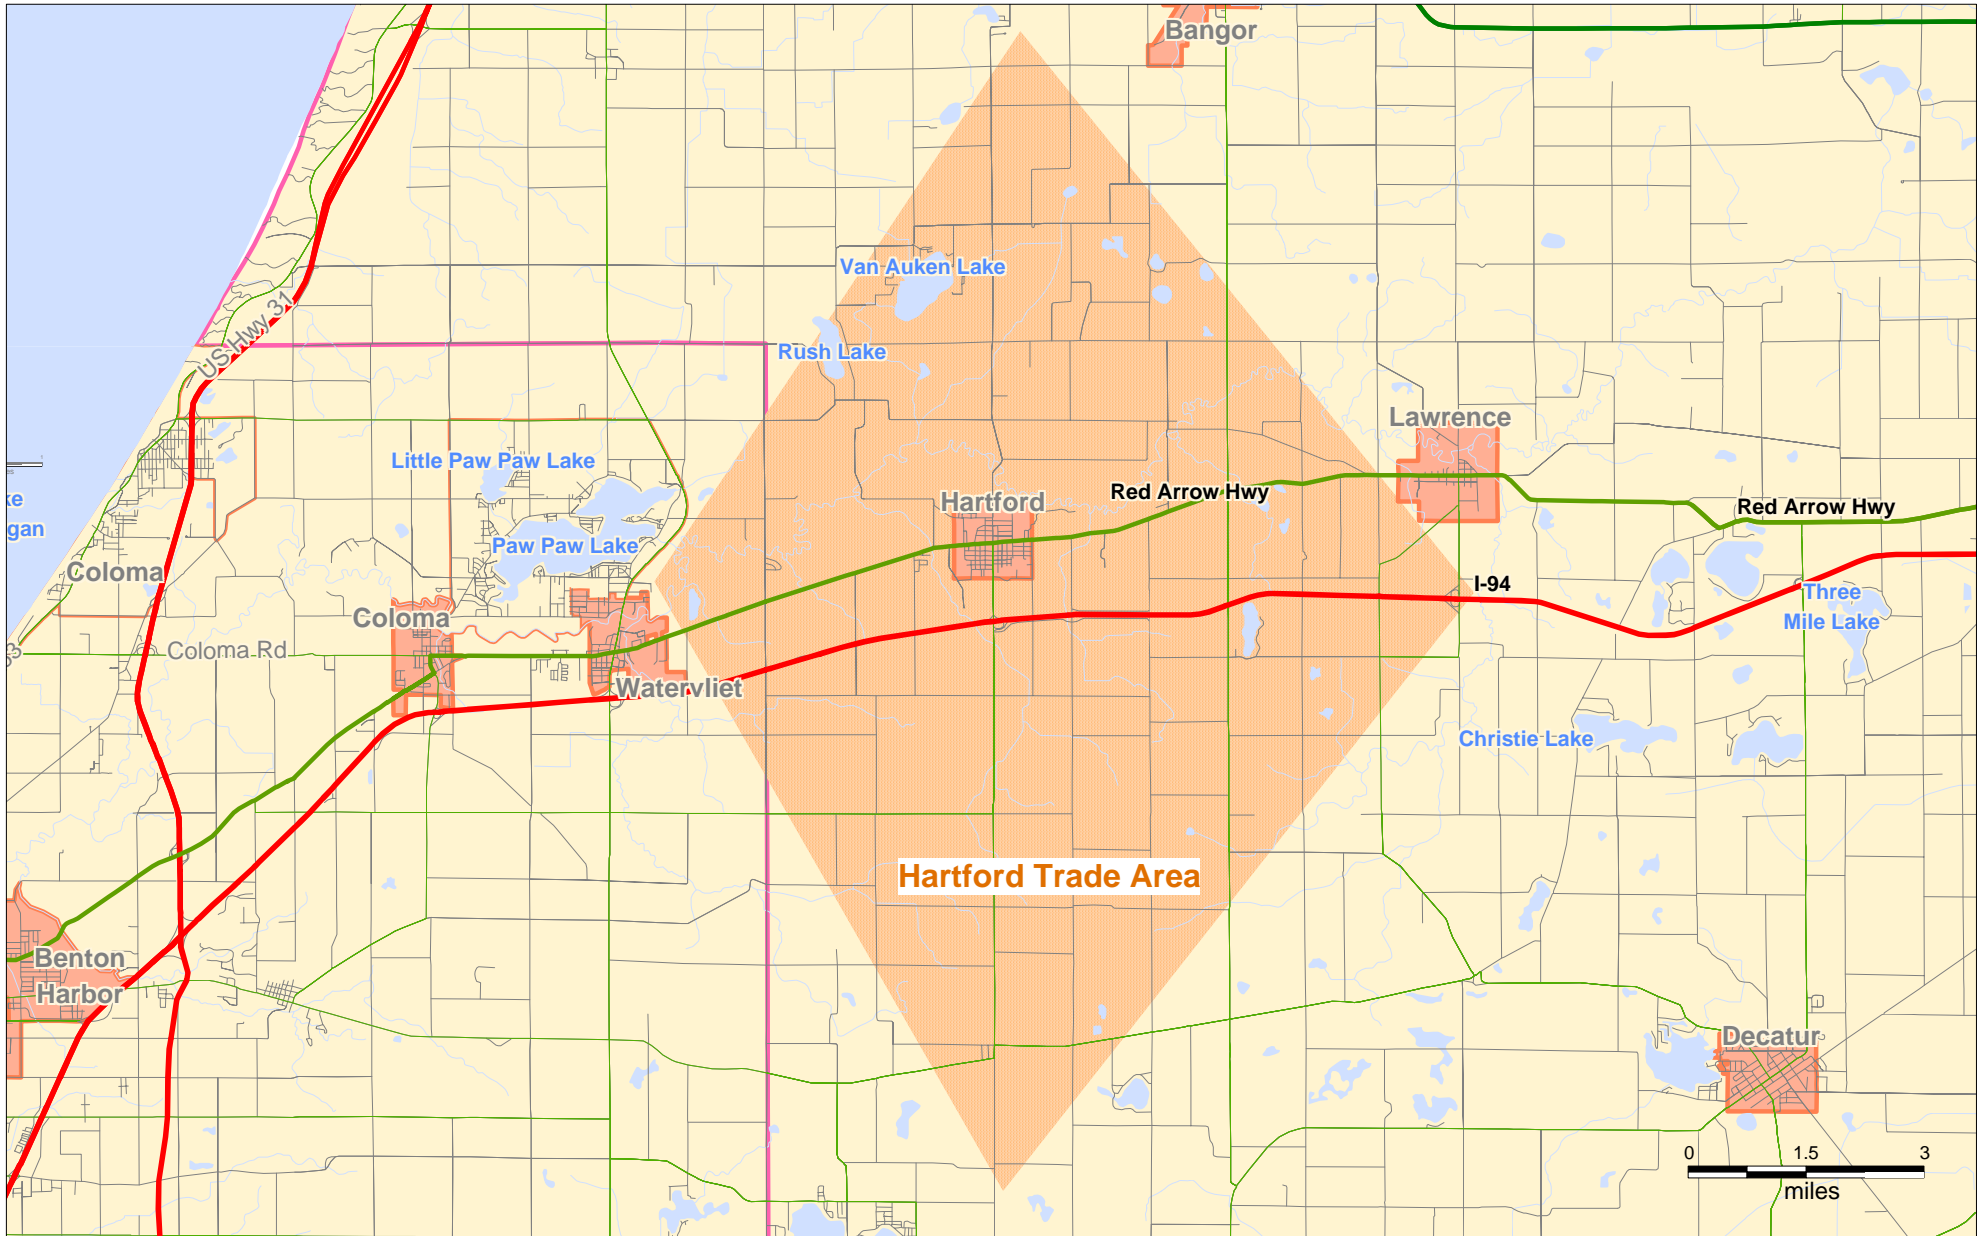 Bangor
Van Auken Lake
US Hwy 31
Rush Lake
Lawrence
Little Paw Paw Lake
Red Arrow Hwy
Hartford
Red Arrow Hwy
ke
gan
Paw Paw Lake
Coloma
I-94
Three
Mile Lake
Coloma
Coloma Rd
Watervliet
Christie Lake
Hartford Trade Area
Benton
Harbor
Decatur
0 1.5 3
miles